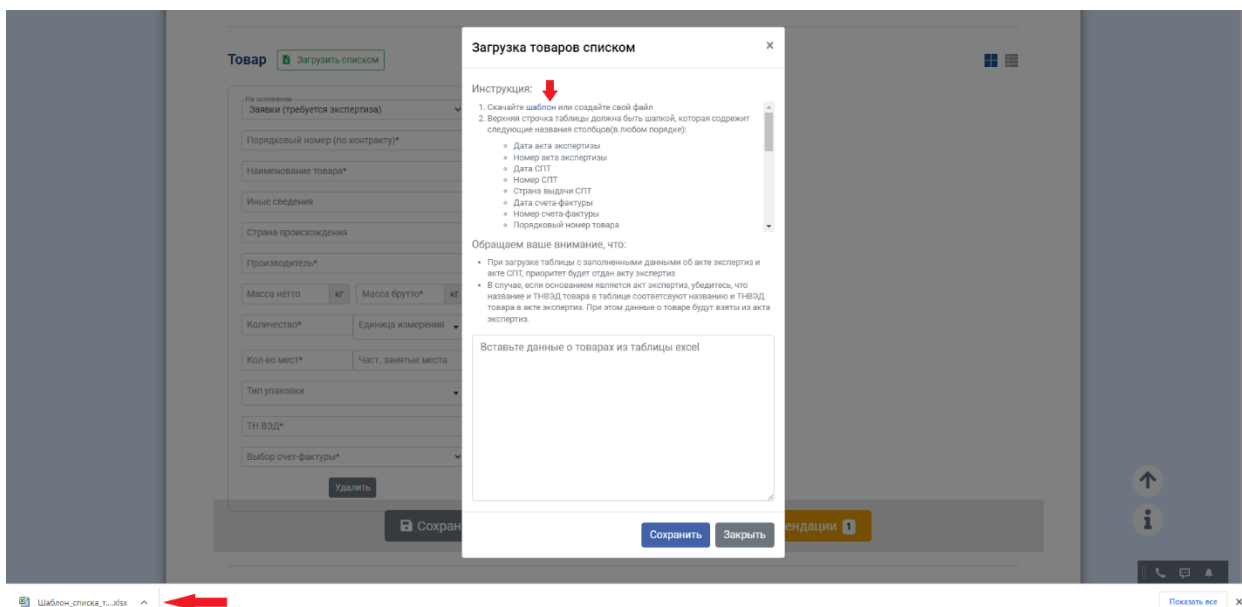 Товар
Загрузить списком
На основании
Заявки (требуется экспертиза)
Порядковый номер (по контракту)*
Наименование товара*
Иные сведения
Страна происхождения
Производитель*
Масса нетто кг Масса брутто* кг
Количество* Единица измерения
Кол-во мест* Част. занятые места
Тип упаковки
ТН ВЭД*
Выбор счет-фактуры*
Удалить
Сохран
ендации 1
Загрузка товаров списком ×
Инструкция:
1. Скачайте шаблон или создайте свой файл
2. Верхняя строчка таблицы должна быть шапкой, которая содрежит
следующие названия столбцов(в любом порядке):
Дата акта экспертизы
Номер акта экспертизы
Дата СПТ
Номер СПТ
Страна выдачи СПТ
Дата счета-фактуры
Номер счета-фактуры
Порядковый номер товара
Обращаем ваше внимание, что:
• При загрузке таблицы с заполненными данными об акте экспертиз и
акте СПТ, приоритет будет отдан акту экспертиз
• В случае, если основанием является акт экспертиз, убедитесь, что
название и ТНВЭД товара в таблице соответсвуют названию и ТНВЭД
товара в акте экспертиз. При этом данные о товаре будут взяты из акта
экспертиз.
Вставьте данные о товарах из таблицы excel
Сохранить Закрыть
Шаблон_списка_т....xlsx
Показать все ×